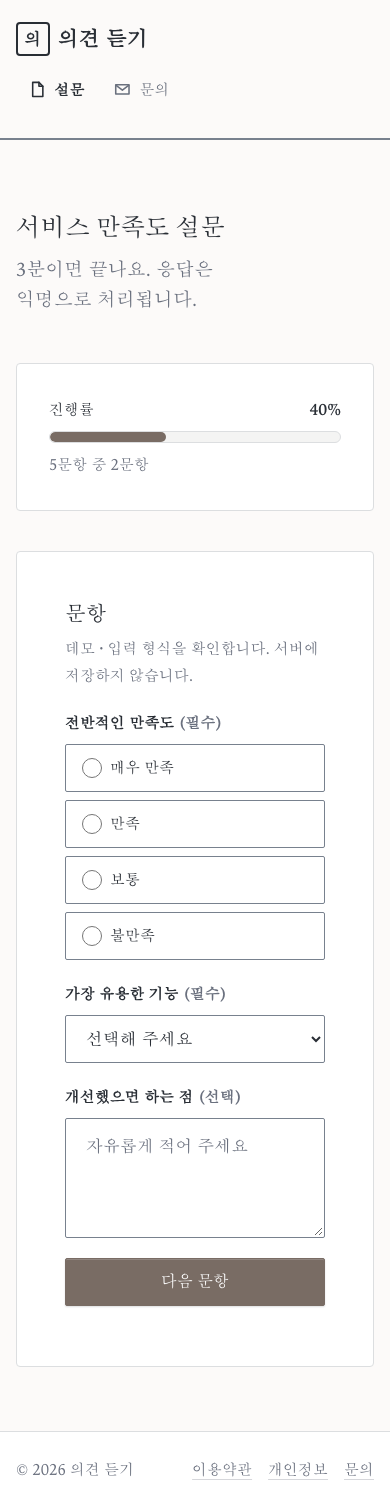 의 의견 듣기
설문 문의
서비스 만족도 설문
3분이면 끝나요. 응답은
익명으로 처리됩니다.
진행률 40%
5문항 중 2문항
문항
데모 · 입력 형식을 확인합니다. 서버에
저장하지 않습니다.
전반적인 만족도 (필수)
매우 만족
만족
보통
불만족
가장 유용한 기능 (필수)
선택해 주세요
개선했으면 하는 점 (선택)
자유롭게 적어 주세요
다음 문항
© 2026 의견 듣기 이용약관 개인정보 문의